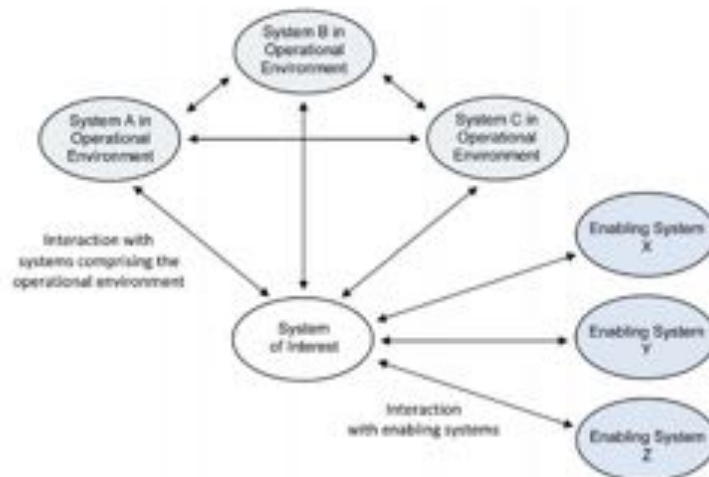 System B in
Operational
Environment
System A in
Operational
Environment
System C in
Operational
Environment
Interaction with
systems comprising the
operational environment
Enabling System
X
System
of Interest
Enabling System
Y
Interaction
with enabling systems
Enabling System
Z